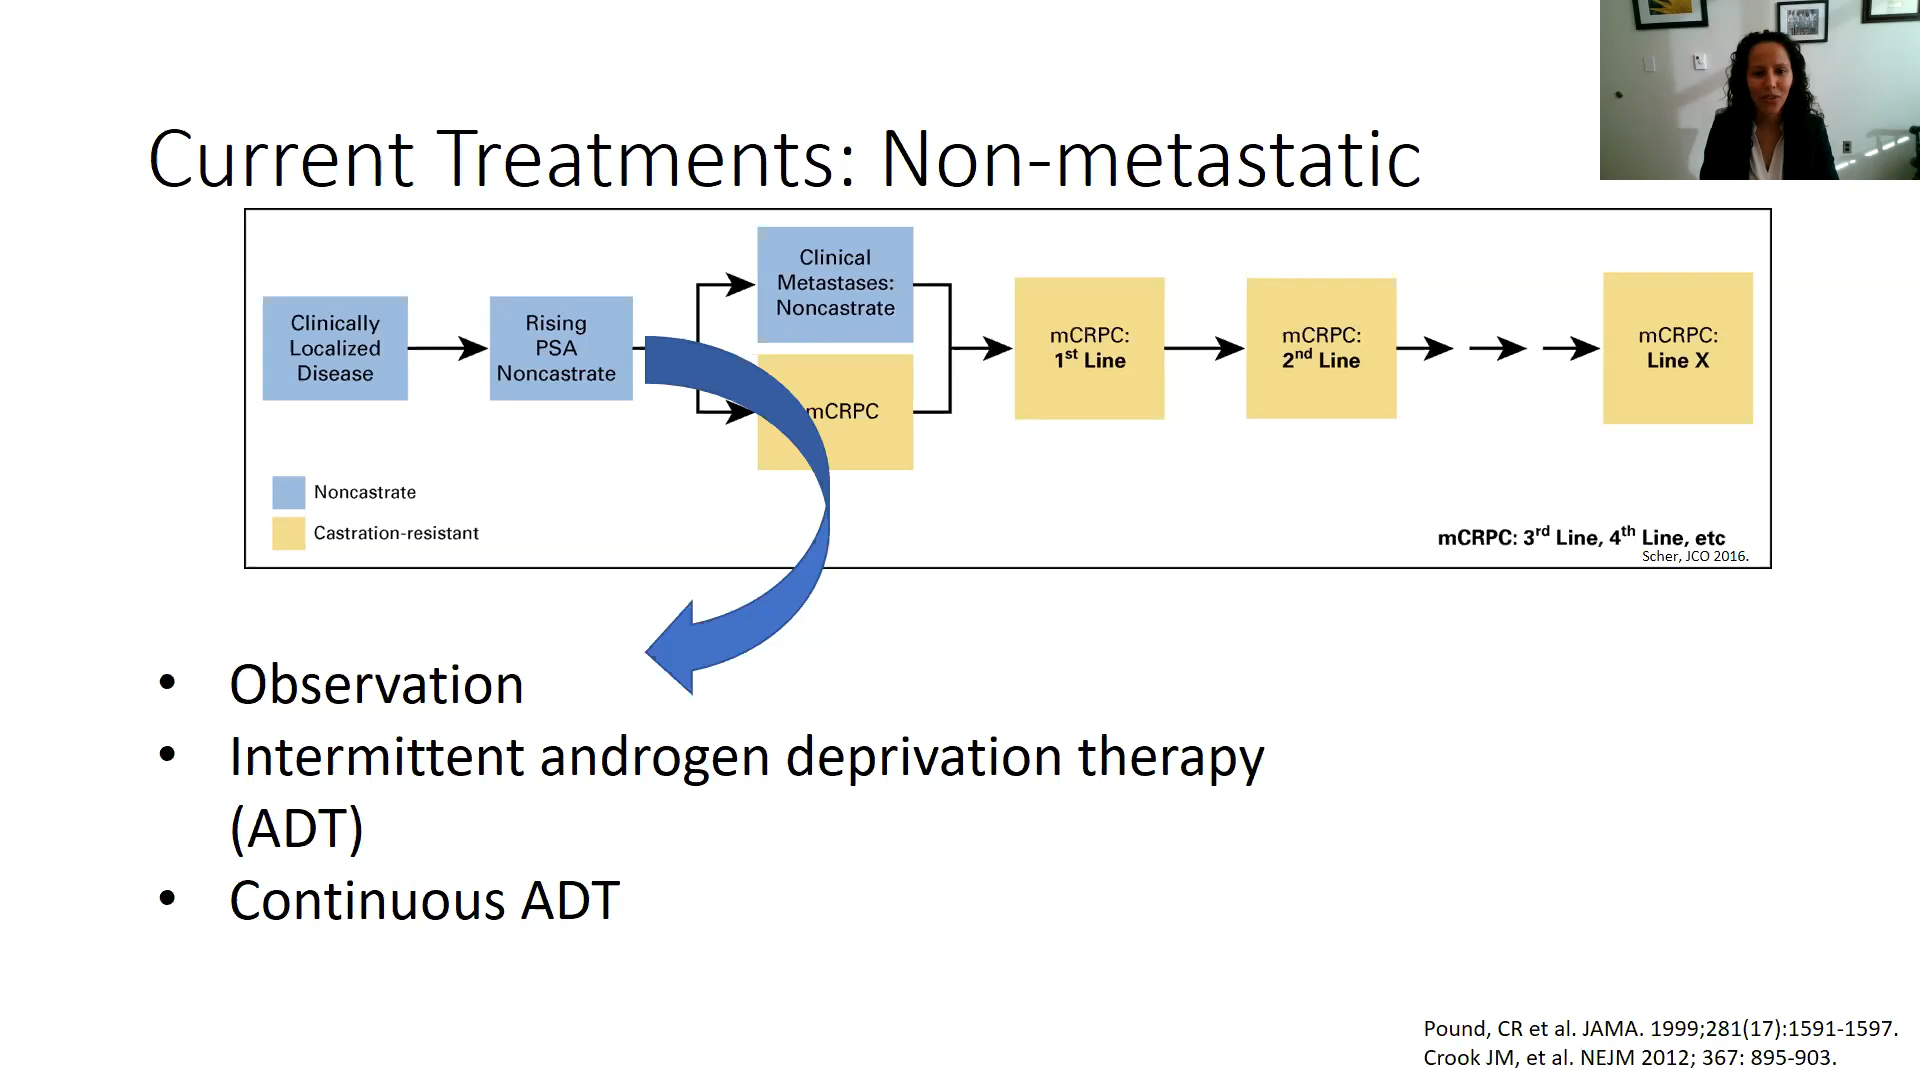 Current Treatments: Non-metastatic
Clinically
Localized
Disease
Rising
PSA
Noncastrate
Clinical
Metastases:
Noncastrate
mCRPC
mCRPC:
1st Line
mCRPC:
2nd Line
mCRPC:
Line X
Noncastrate
Castration-resistant
mCRPC: 3rd Line, 4th Line, etc
Scher, JCO 2016.
• Observation
• Intermittent androgen deprivation therapy
(ADT)
• Continuous ADT
Pound, CR et al. JAMA. 1999;281(17):1591-1597.
Crook JM, et al. NEJM 2012; 367: 895-903.